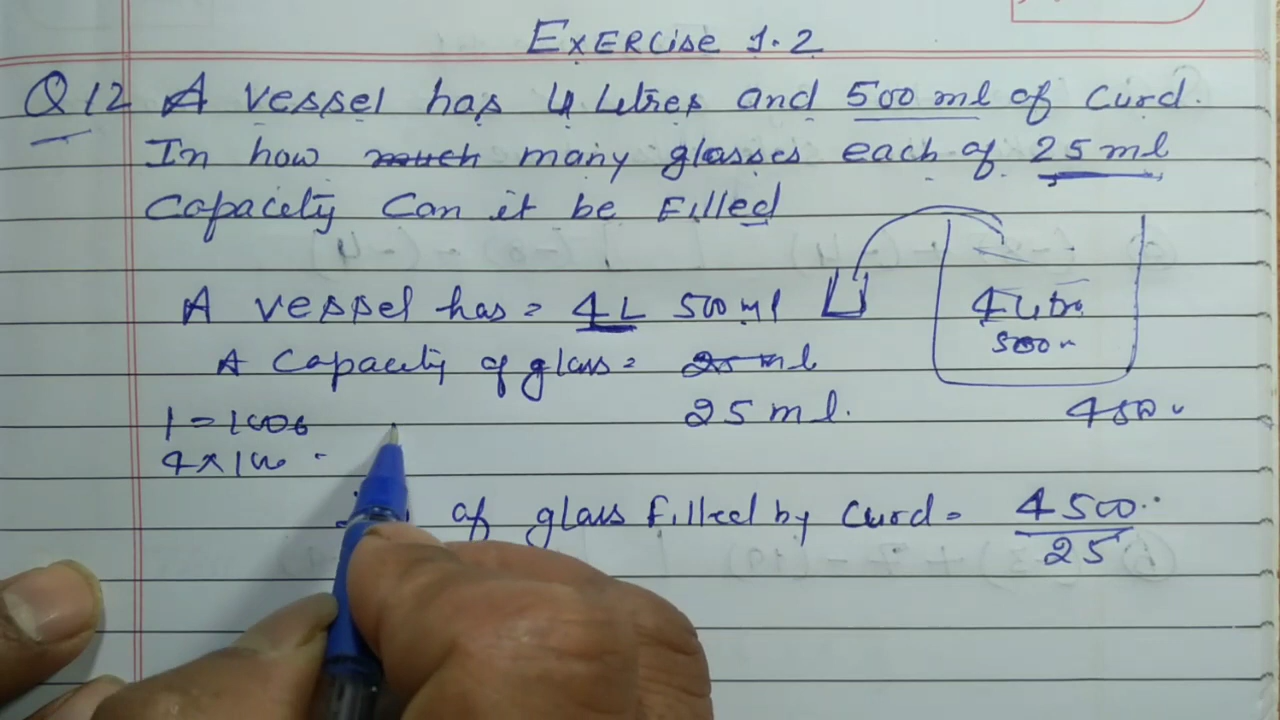 Exercise 1.2
Q12 A vessel has 4 Litres and 500 ml of Curd.
In how many glasses each of 25 ml
Capacity Can it be Filled
A vessel has = 4L 500 ml
4 Litre
500
A Capacity of glass = 25 ml
25 ml.
450
1 = 1000
4 x 100
of glass filled by Curd = 4500
25